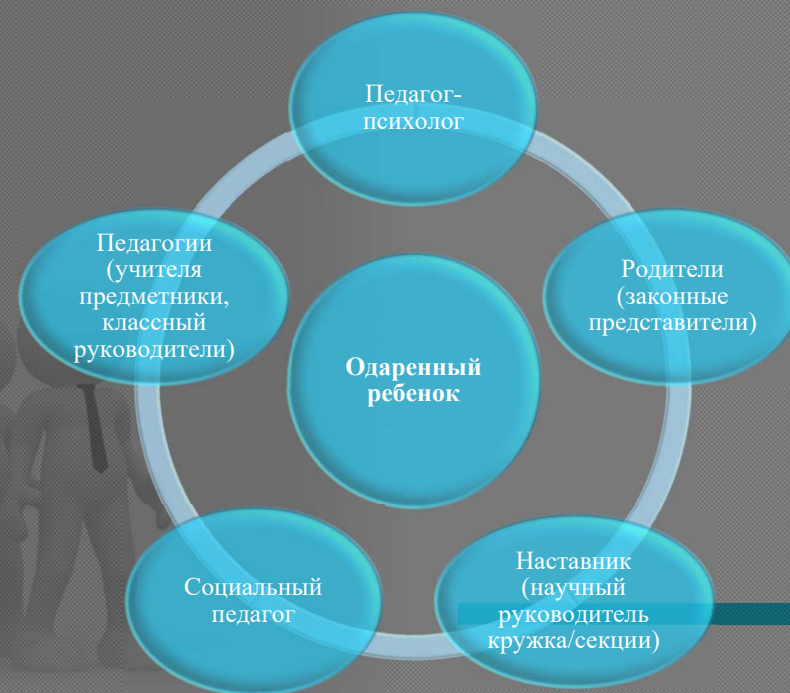 Педагог-
психолог
Педагогии
(учителя
предметники,
классный
руководители)
Родители
(законные
представители)
Одаренный
ребенок
Социальный
педагог
Наставник
(научный
руководитель
кружка/секции)